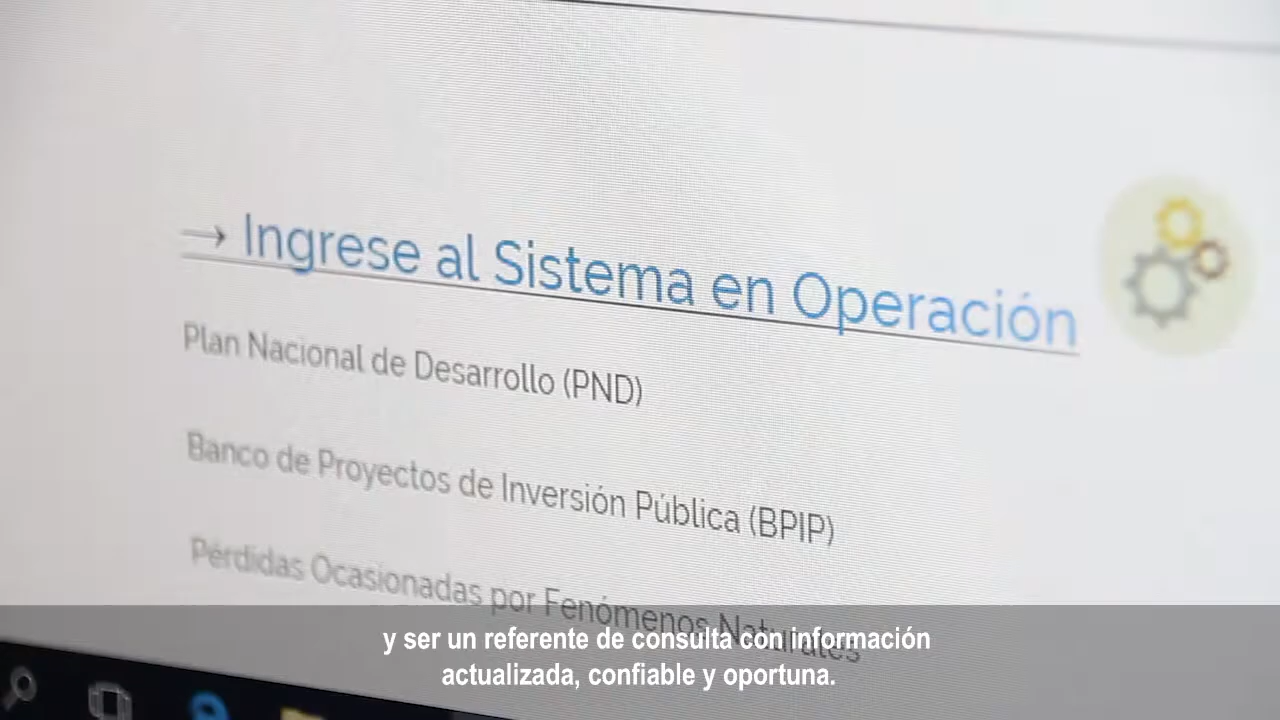 → Ingrese al Sistema en Operación
Plan Nacional de Desarrollo (PND)
Banco de Proyectos de Inversión Pública (BPIP)
Pérdidas Ocasionadas por Fenómenos Naturales
y ser un referente de consulta con información
actualizada, confiable y oportuna.